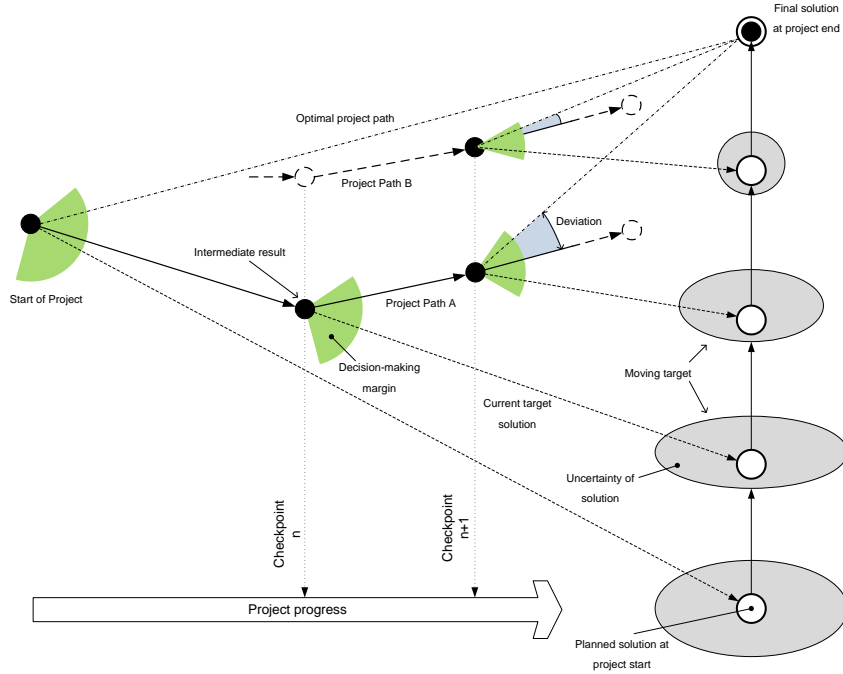 Final solution
at project end
Optimal project path
Project Path B
Deviation
Intermediate result
Start of Project
Project Path A
Decision-making
margin
Moving target
Current target
solution
Uncertainty of
solution
Checkpoint
n
Checkpoint
n+1
Project progress
Planned solution at
project start